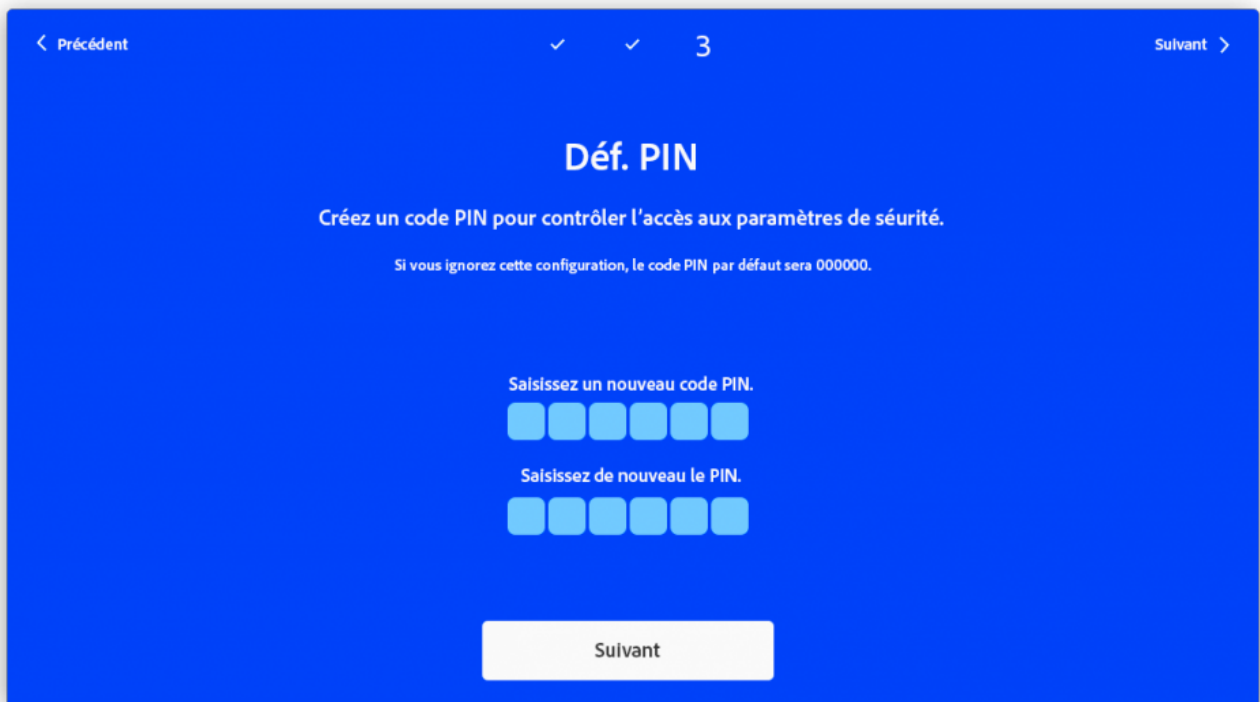 Précédent
3
Suivant
Déf. PIN
Créez un code PIN pour contrôler l'accès aux paramètres de séurité.
Si vous ignorez cette configuration, le code PIN par défaut sera 000000.
Saisissez un nouveau code PIN.
Saisissez de nouveau le PIN.
Suivant